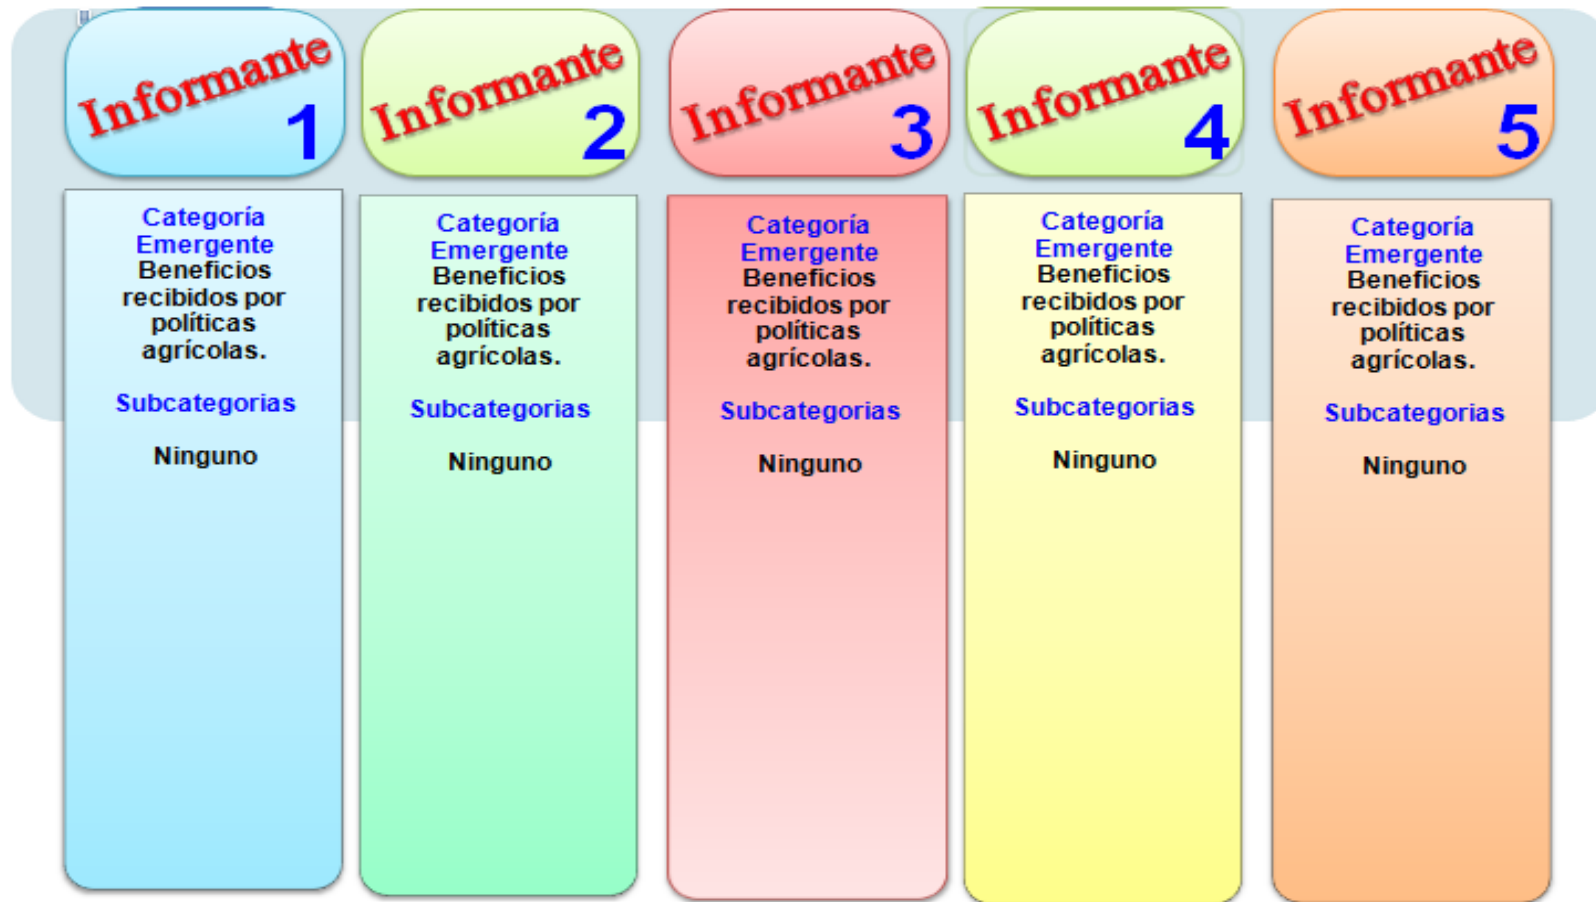 Informante
1
Categoría
Emergente
Beneficios
recibidos por
políticas
agrícolas.
Subcategorias
Ninguno
Informante
2
Categoría
Emergente
Beneficios
recibidos por
políticas
agrícolas.
Subcategorias
Ninguno
Informante
3
Categoría
Emergente
Beneficios
recibidos por
políticas
agrícolas.
Subcategorias
Ninguno
Informante
4
Categoría
Emergente
Beneficios
recibidos por
políticas
agrícolas.
Subcategorias
Ninguno
Informante
5
Categoría
Emergente
Beneficios
recibidos por
políticas
agrícolas.
Subcategorias
Ninguno